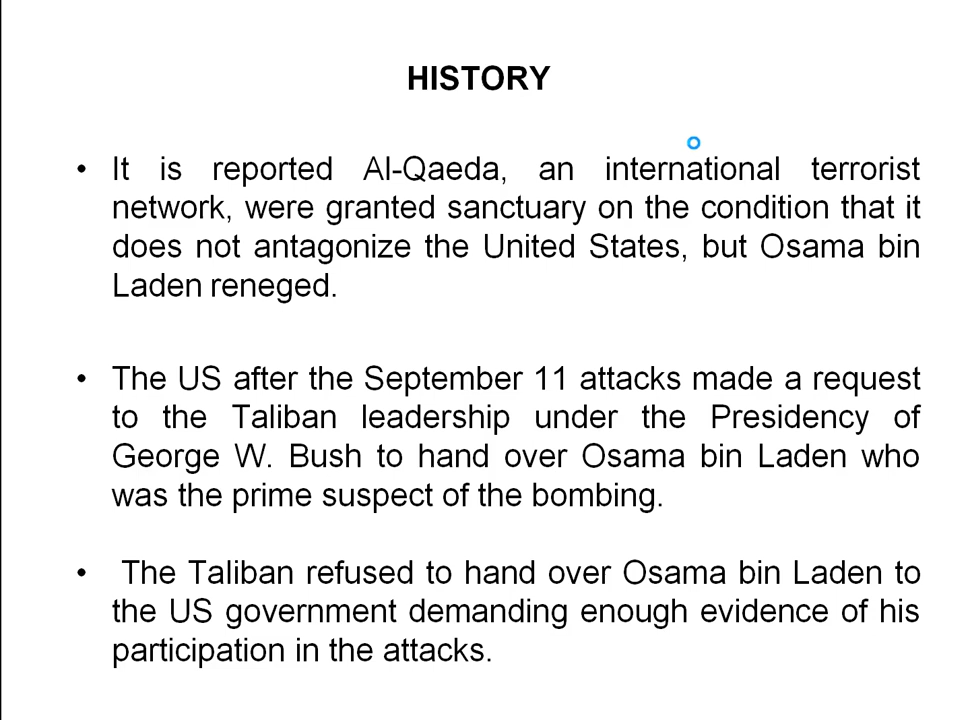 HISTORY
• It is reported Al-Qaeda, an international terrorist
network, were granted sanctuary on the condition that it
does not antagonize the United States, but Osama bin
Laden reneged.
• The US after the September 11 attacks made a request
to the Taliban leadership under the Presidency of
George W. Bush to hand over Osama bin Laden who
was the prime suspect of the bombing.
• The Taliban refused to hand over Osama bin Laden to
the US government demanding enough evidence of his
participation in the attacks.